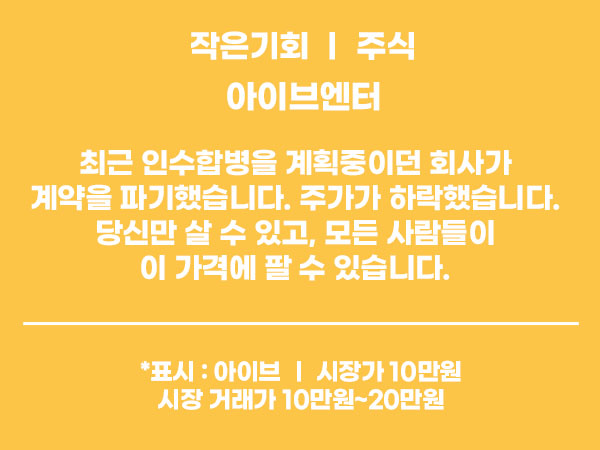 작은기회 ㅣ 주식
아이브엔터
최근 인수합병을 계획중이던 회사가
계약을 파기했습니다. 주가가 하락했습니다.
당신만 살 수 있고, 모든 사람들이
이 가격에 팔 수 있습니다.
*표시 : 아이브 ㅣ 시장가 10만원
시장 거래가 10만원~20만원